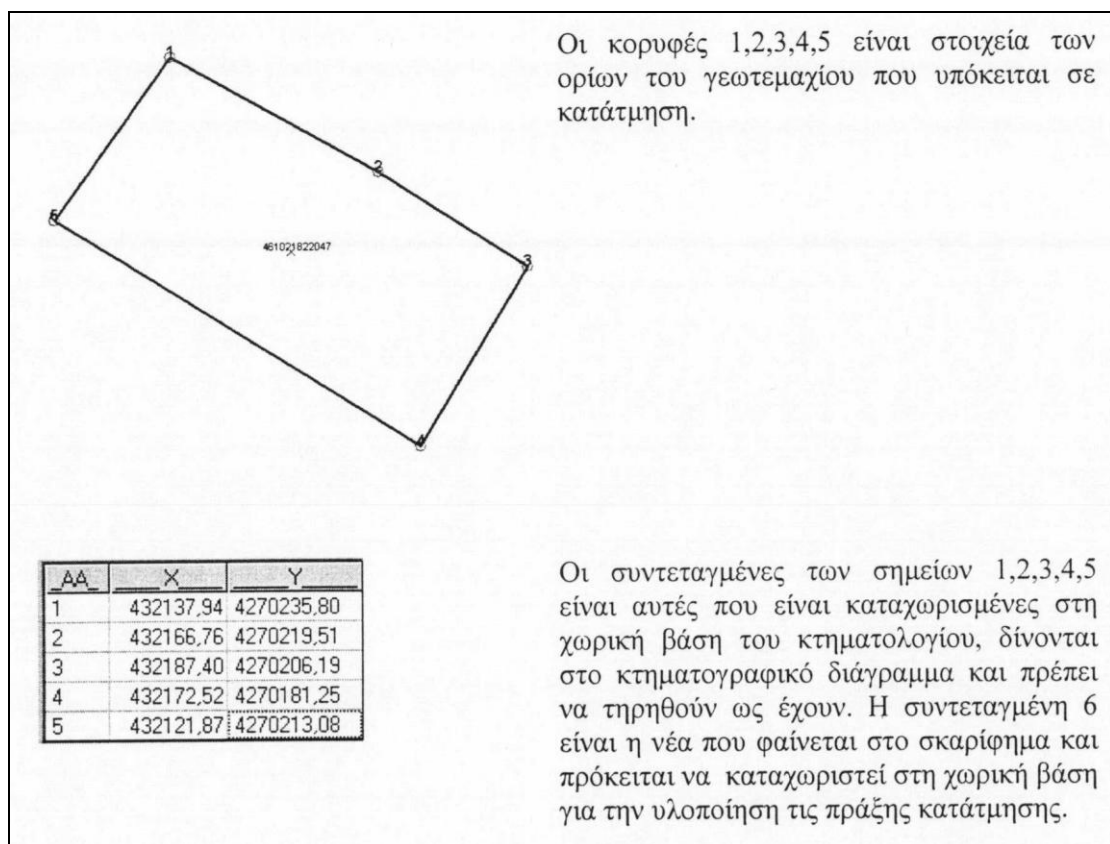 1
Οι κορυφές 1,2,3,4,5 είναι στοιχεία των
ορίων του γεωτεμαχίου που υπόκειται σε
κατάτμηση.
2
5
461021822047
3
4
_AA_ ___X___ ___Y___
1 432137,94 4270235,80
2 432166,76 4270219,51
3 432187,40 4270206,19
4 432172,52 4270181,25
5 432121,87 4270213,08
Οι συντεταγμένες των σημείων 1,2,3,4,5
είναι αυτές που είναι καταχωρισμένες στη
χωρική βάση του κτηματολογίου, δίνονται
στο κτηματογραφικό διάγραμμα και πρέπει
να τηρηθούν ως έχουν. Η συντεταγμένη 6
είναι η νέα που φαίνεται στο σκαρίφημα και
πρόκειται να καταχωριστεί στη χωρική βάση
για την υλοποίηση τις πράξης κατάτμησης.